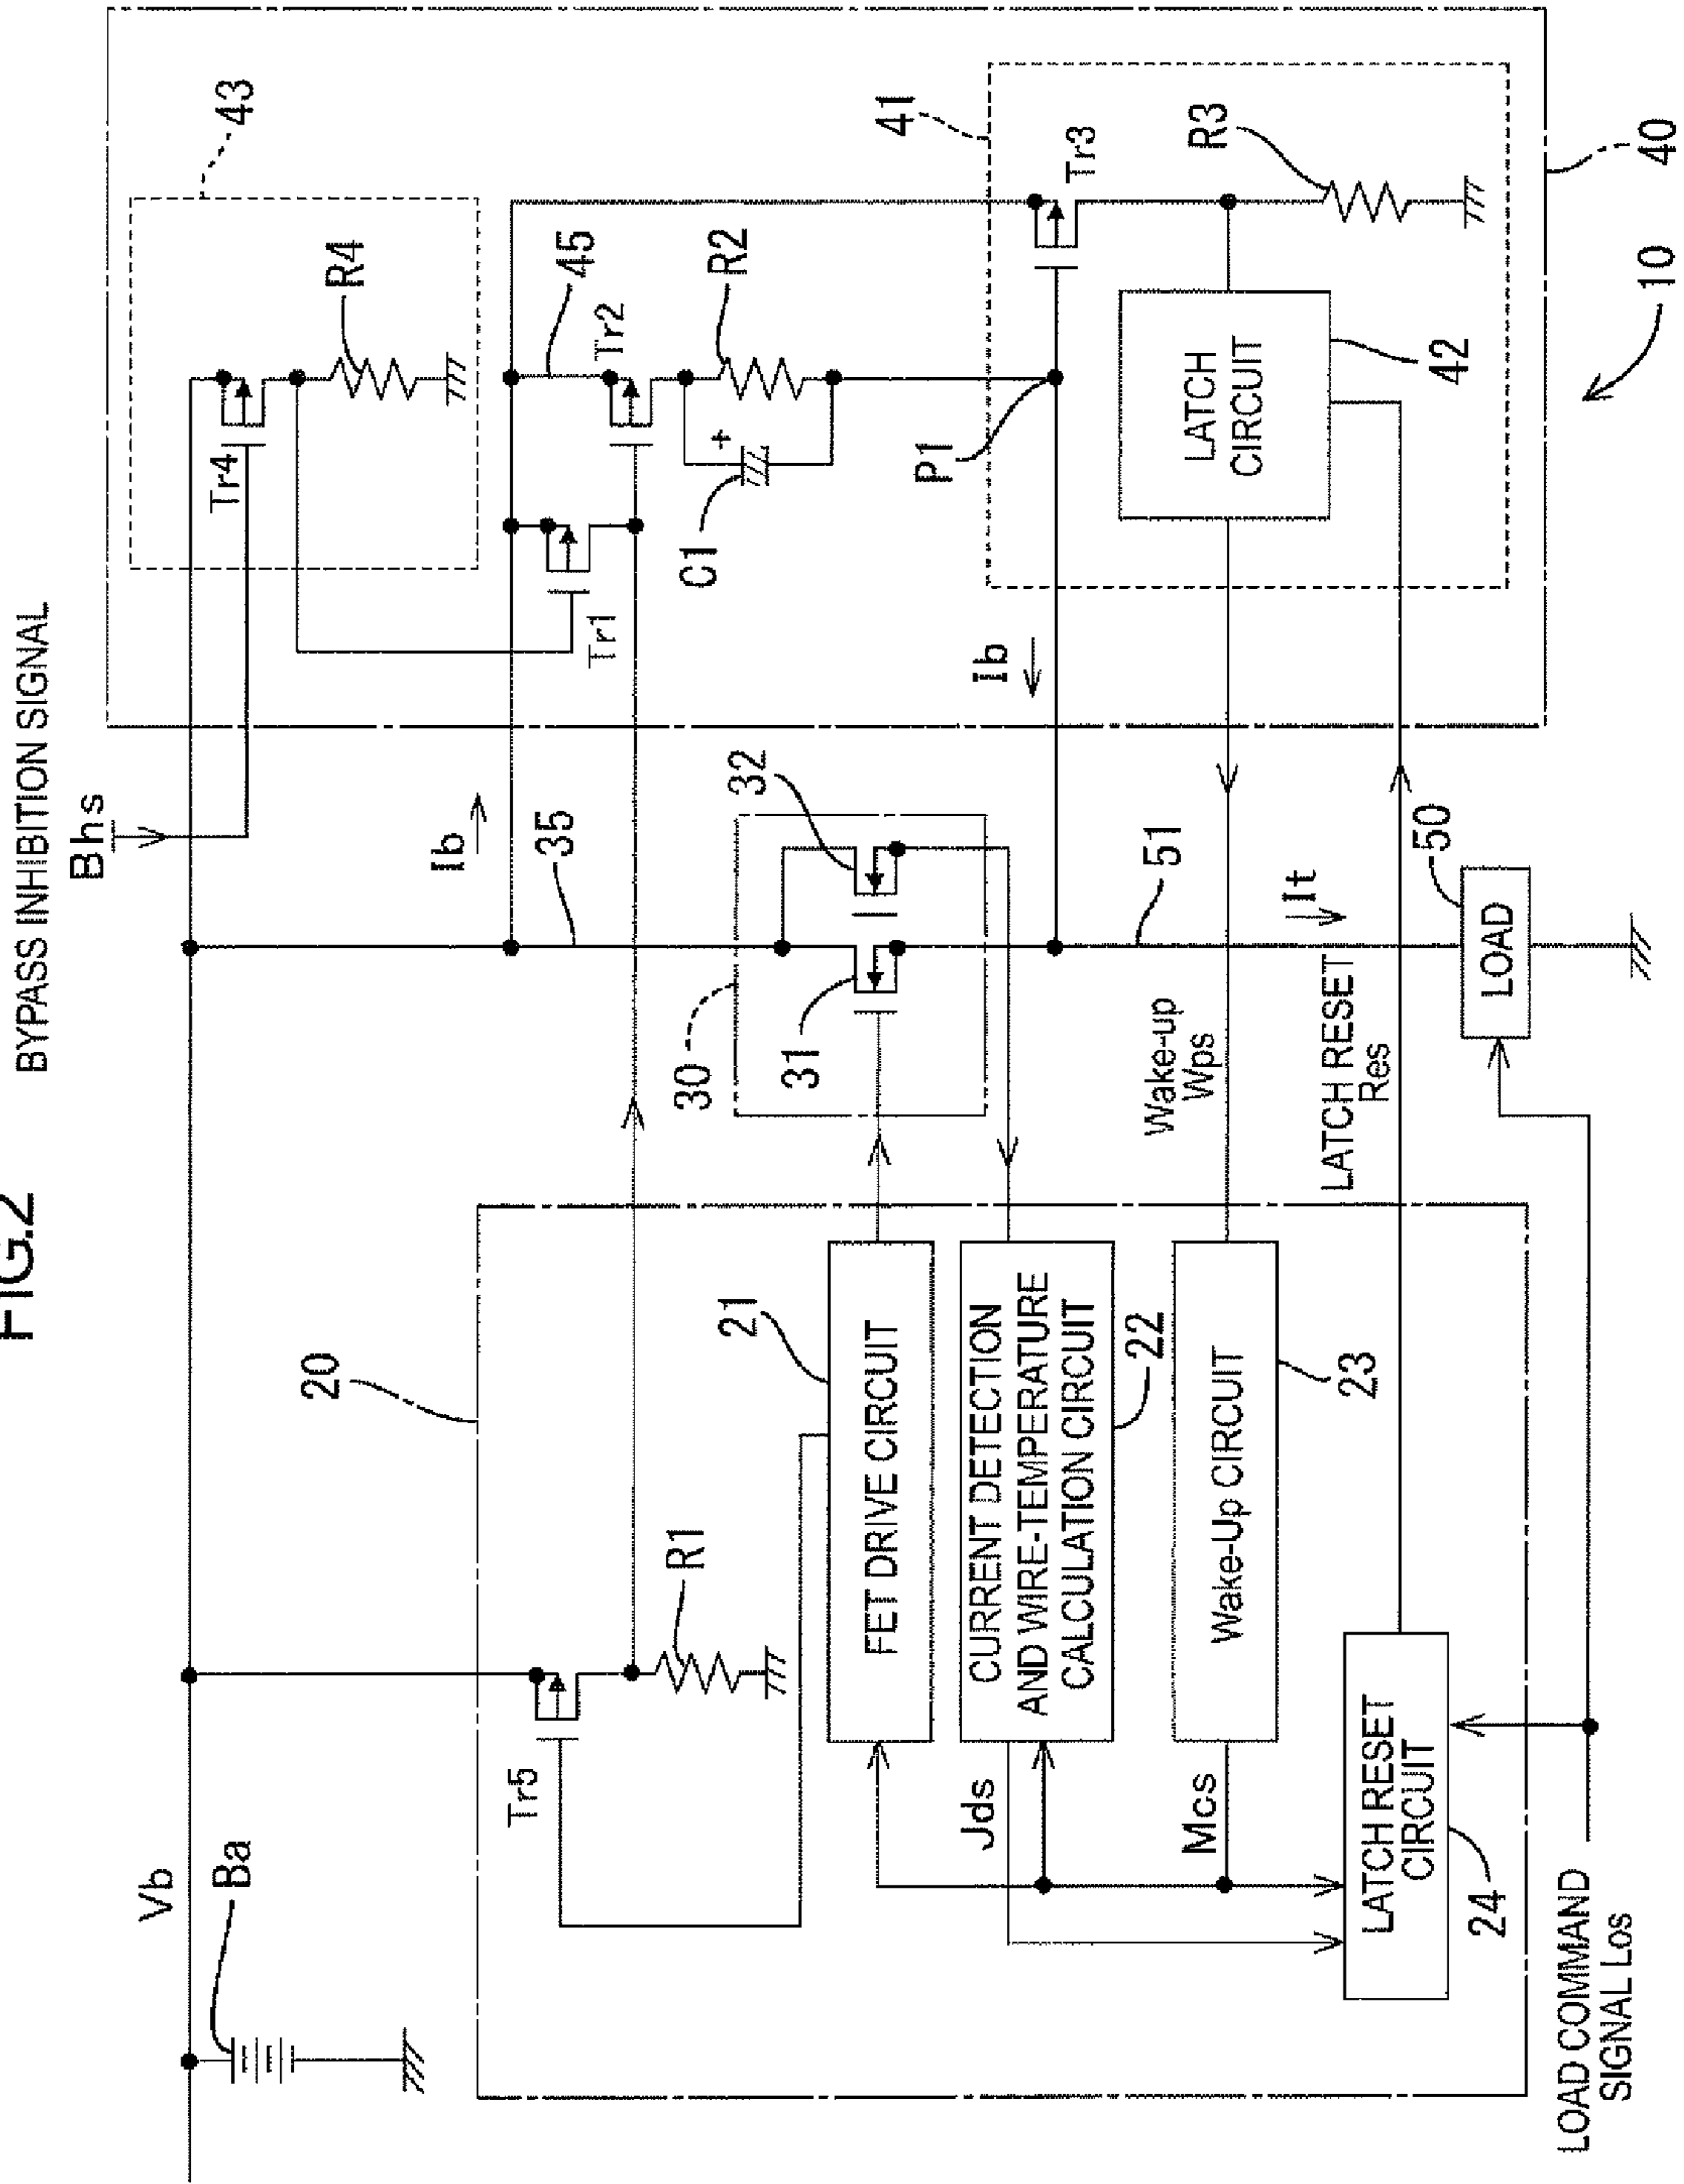 FIG.2
BYPASS INHIBITION SIGNAL
Bhs
Vb
Ba
20
Tr5
R1
21
FET DRIVE CIRCUIT
CURRENT DETECTION
AND WIRE-TEMPERATURE
CALCULATION CIRCUIT
22
Wake-Up CIRCUIT
23
Jds
Mcs
LATCH RESET
CIRCUIT
24
LOAD COMMAND
SIGNAL Los
Ib
35
30
31
32
Ib
51
It
Wake-up
Wps
LATCH RESET
Res
50
LOAD
43
Tr4
R4
45
Tr1
Tr2
R2
C1
P1
41
Tr3
R3
LATCH
CIRCUIT
42
40
10
+